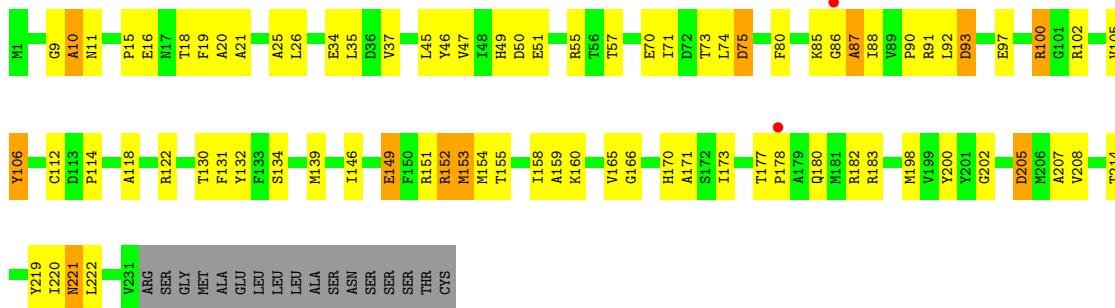 M1 G9 A10 N11 P15 E16 N17 T18 F19 A20 A21 A25 L26 E34 L35 D36 V37 L45 Y46 V47 I48 H49 D50 E51 R55 T56 T57 E70 I71 D72 T73 L74 D75 F80 K85 G86 A87 I88 V89 P90 R91 L92 D93 E97 R100 G101 R102 V105
Y106 C112 D113 P114 A118 R122 T130 F131 Y132 F133 S134 M139 I146 E149 F150 R151 R152 M153 M154 T155 I158 A159 K160 V165 G166 H170 A171 S172 I173 T177 P178 A179 Q180 M181 R182 R183 M198 V199 Y200 Y201 G202 D205 M206 A207 V208 T214
Y219 I220 N221 L222 V231 ARG SER GLY MET ALA GLU LEU LEU LEU ALA SER ASN SER SER SER THR CYS